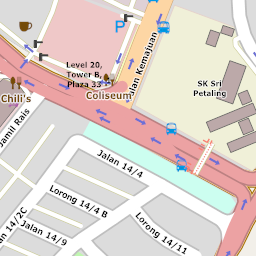 P
Level 20,
Tower B,
Plaza 33
Coliseum
Jalan Kemajuan
SK Sri
Petaling
Chili's
Jamil Rais
Jalan 14/4
Lorong 14/4 B
Lorong 14/11
Jalan 14/2C
Jalan 14/9